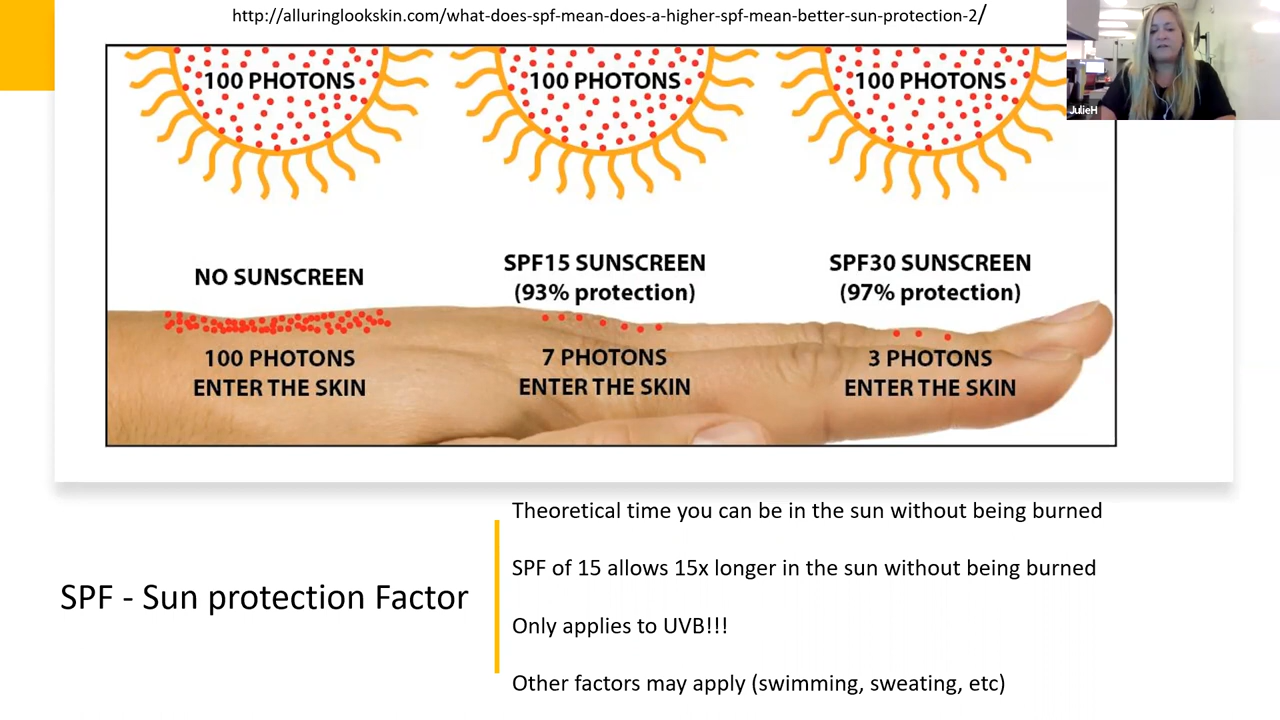 http://alluringlookskin.com/what-does-spf-mean-does-a-higher-spf-mean-better-sun-protection-2/
JulieH
100 PHOTONS
100 PHOTONS
100 PHOTONS
NO SUNSCREEN
SPF15 SUNSCREEN
(93% protection)
SPF30 SUNSCREEN
(97% protection)
100 PHOTONS
ENTER THE SKIN
7 PHOTONS
ENTER THE SKIN
3 PHOTONS
ENTER THE SKIN
SPF - Sun protection Factor
Theoretical time you can be in the sun without being burned
SPF of 15 allows 15x longer in the sun without being burned
Only applies to UVB!!!
Other factors may apply (swimming, sweating, etc)